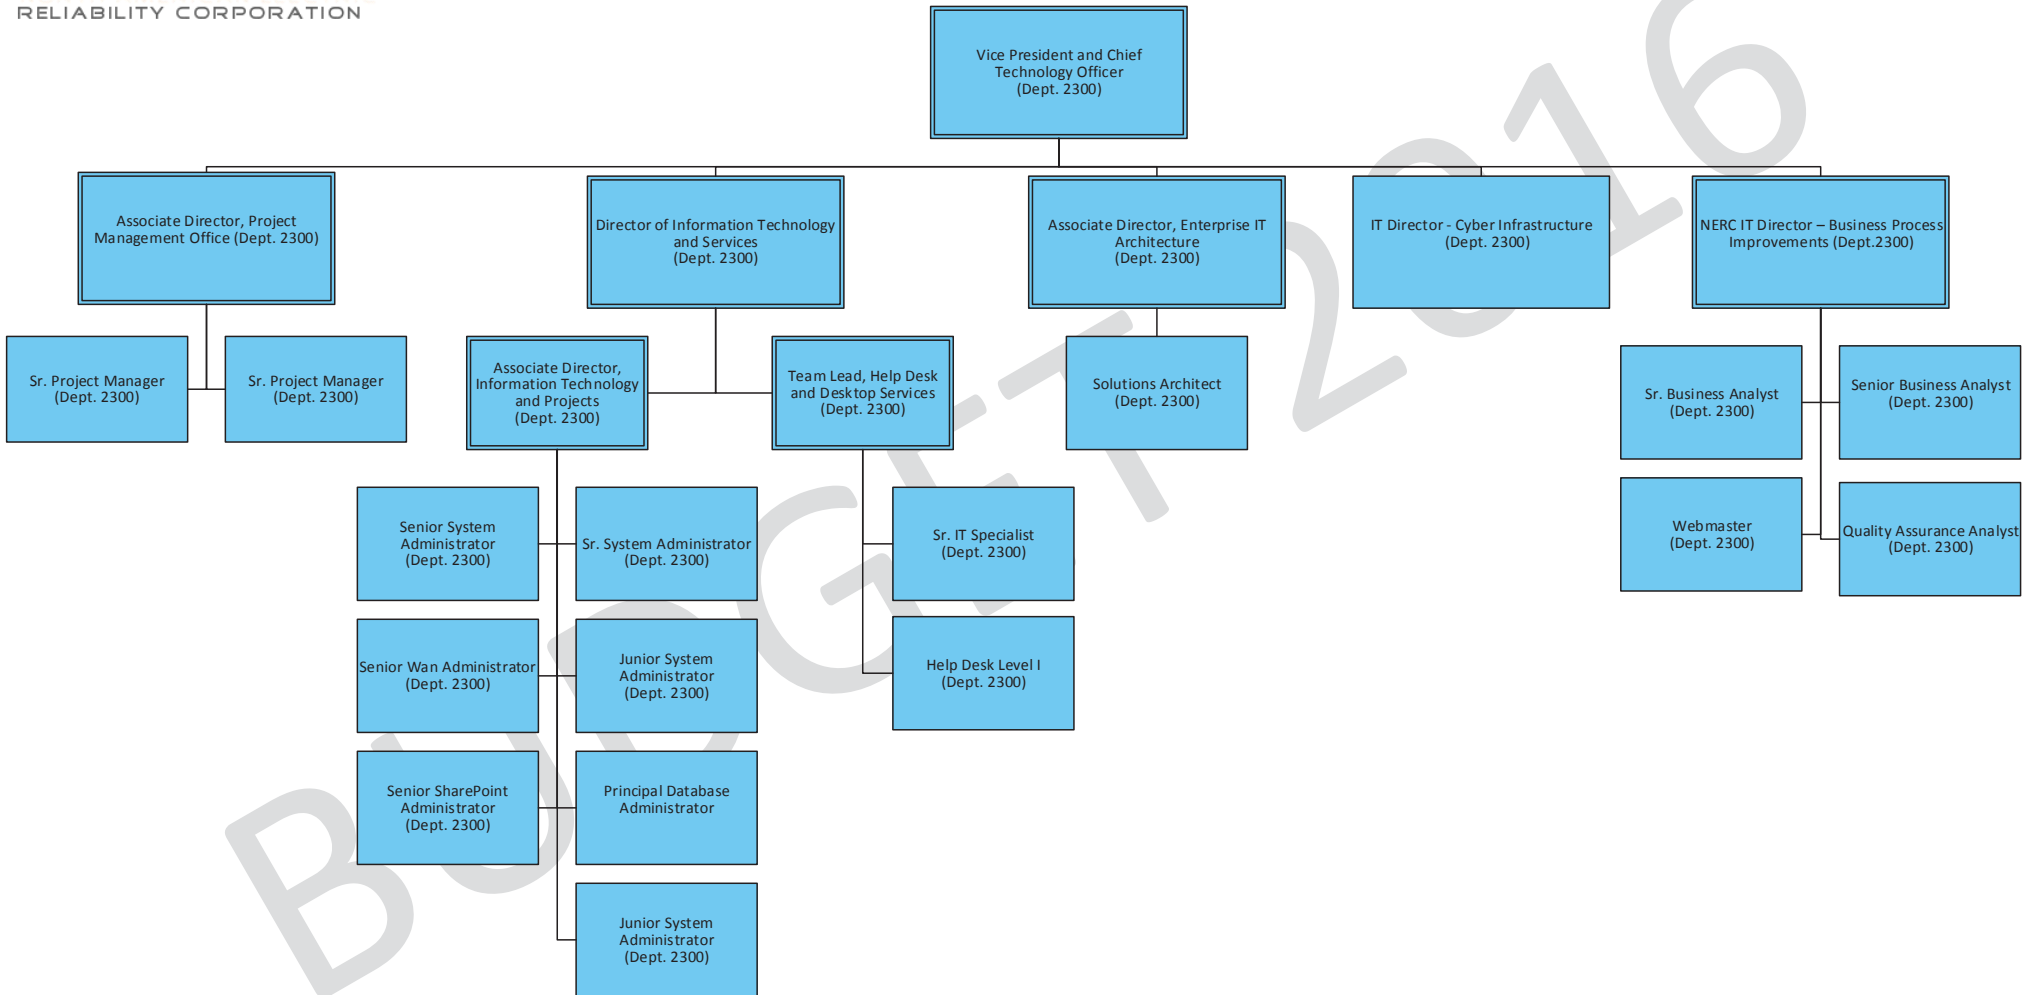 RELIABILITY CORPORATION
Vice President and Chief
Technology Officer
(Dept. 2300)
Associate Director, Project
Management Office (Dept. 2300)
Director of Information Technology
and Services
(Dept. 2300)
Associate Director, Enterprise IT
Architecture
(Dept. 2300)
IT Director - Cyber Infrastructure
(Dept. 2300)
NERC IT Director – Business Process
Improvements (Dept.2300)
Sr. Project Manager
(Dept. 2300)
Sr. Project Manager
(Dept. 2300)
Associate Director,
Information Technology
and Projects
(Dept. 2300)
Team Lead, Help Desk
and Desktop Services
(Dept. 2300)
Solutions Architect
(Dept. 2300)
Sr. Business Analyst
(Dept. 2300)
Senior Business Analyst
(Dept. 2300)
Senior System
Administrator
(Dept. 2300)
Sr. System Administrator
(Dept. 2300)
Sr. IT Specialist
(Dept. 2300)
Webmaster
(Dept. 2300)
Quality Assurance Analyst
(Dept. 2300)
Senior Wan Administrator
(Dept. 2300)
Junior System
Administrator
(Dept. 2300)
Help Desk Level I
(Dept. 2300)
Senior SharePoint
Administrator
(Dept. 2300)
Principal Database
Administrator
Junior System
Administrator
(Dept. 2300)
BUDGET 2016